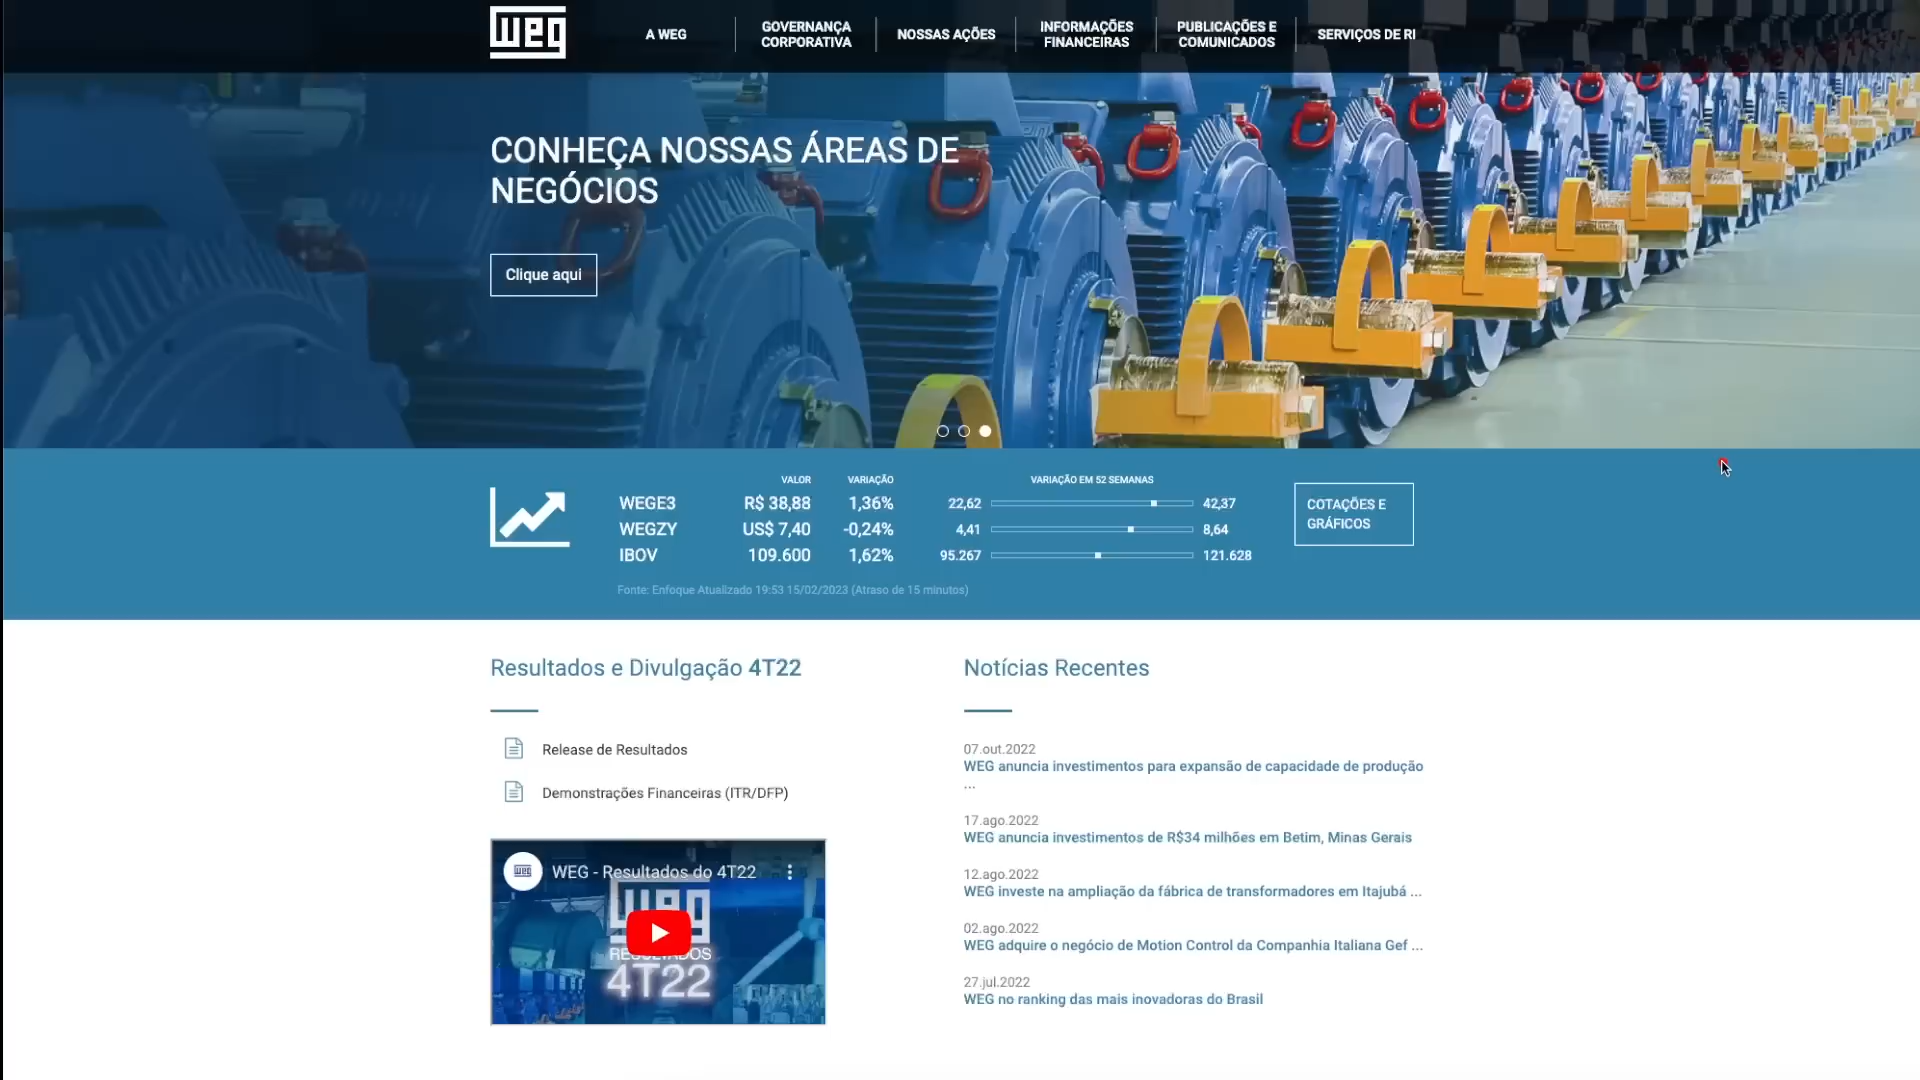 weg
A WEG
GOVERNANÇA
CORPORATIVA
NOSSAS AÇÕES
INFORMAÇÕES
FINANCEIRAS
PUBLICAÇÕES E
COMUNICADOS
SERVIÇOS DE RI
CONHEÇA NOSSAS ÁREAS DE
NEGÓCIOS
Clique aqui
VALOR VARIAÇÃO VARIAÇÃO EM 52 SEMANAS
WEGE3 R$ 38,88 1,36% 22,62 42,37
WEGZY US$ 7,40 -0,24% 4,41 8,64
IBOV 109.600 1,62% 95.267 121.628
COTAÇÕES E
GRÁFICOS
Fonte: Enfoque Atualizado 19:53 15/02/2023 (Atraso de 15 minutos)
Resultados e Divulgação 4T22
Release de Resultados
Demonstrações Financeiras (ITR/DFP)
weg
WEG - Resultados do 4T22
weg
RESULTADOS
4T22
Notícias Recentes
07.out.2022
WEG anuncia investimentos para expansão de capacidade de produção
...
17.ago.2022
WEG anuncia investimentos de R$34 milhões em Betim, Minas Gerais
12.ago.2022
WEG investe na ampliação da fábrica de transformadores em Itajubá ...
02.ago.2022
WEG adquire o negócio de Motion Control da Companhia Italiana Gef ...
27.jul.2022
WEG no ranking das mais inovadoras do Brasil